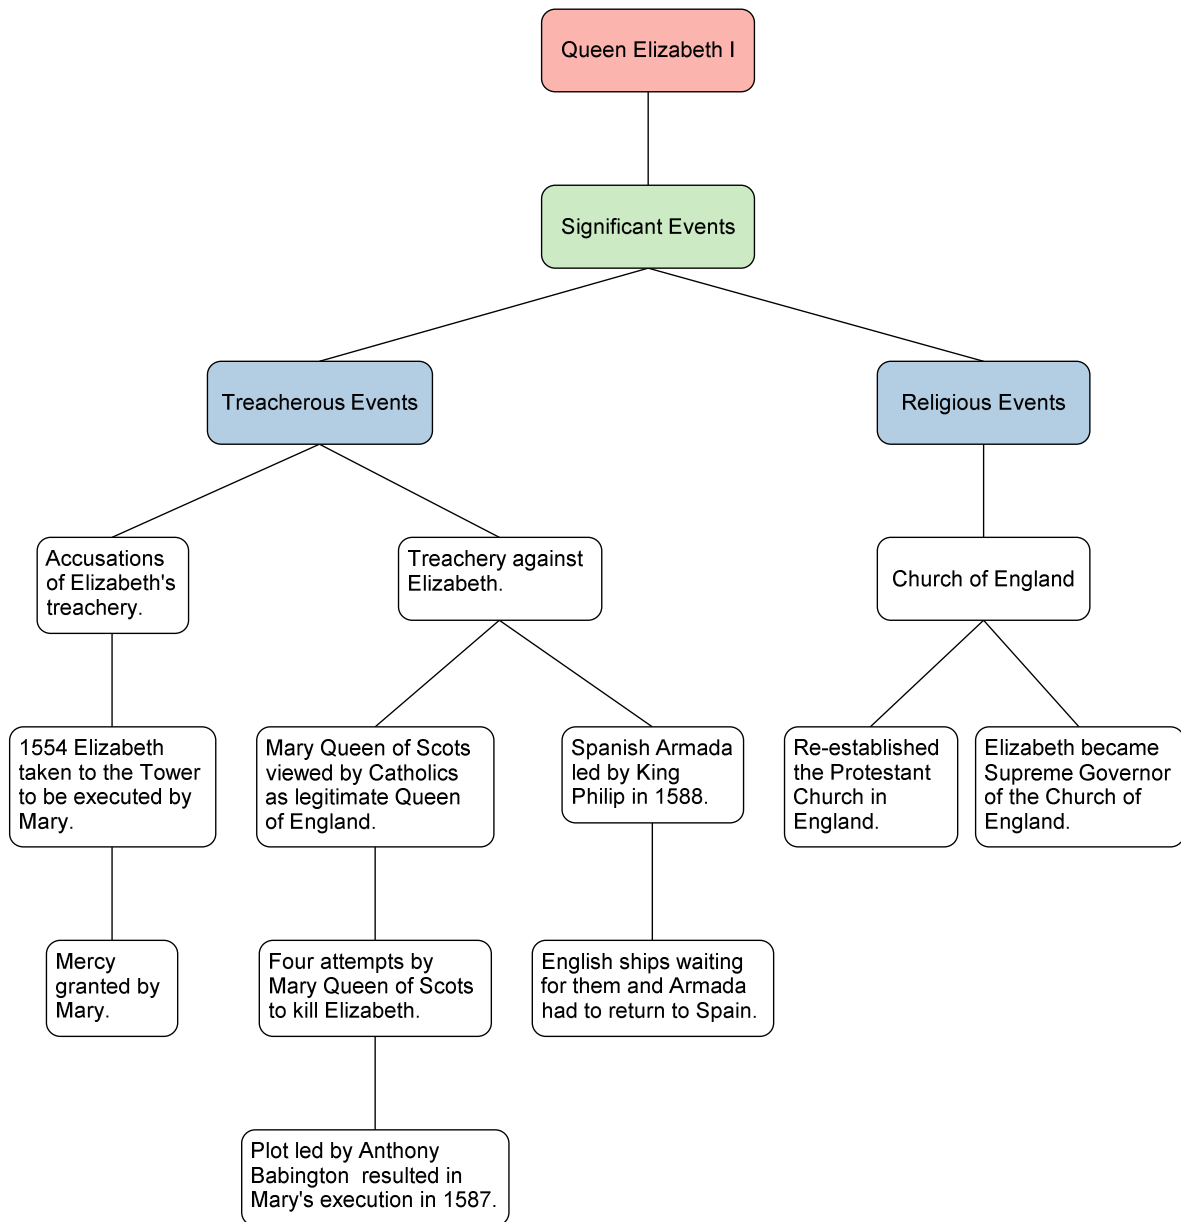 Queen Elizabeth I
Significant Events
Treacherous Events
Religious Events
Accusations
of Elizabeth's
treachery.
Treachery against
Elizabeth.
Church of England
1554 Elizabeth
taken to the Tower
to be executed by
Mary.
Mary Queen of Scots
viewed by Catholics
as legitimate Queen
of England.
Spanish Armada
led by King
Philip in 1588.
Re-established
the Protestant
Church in
England.
Elizabeth became
Supreme Governor
of the Church of
England.
Mercy
granted by
Mary.
Four attempts by
Mary Queen of Scots
to kill Elizabeth.
English ships waiting
for them and Armada
had to return to Spain.
Plot led by Anthony
Babington  resulted in
Mary's execution in 1587.